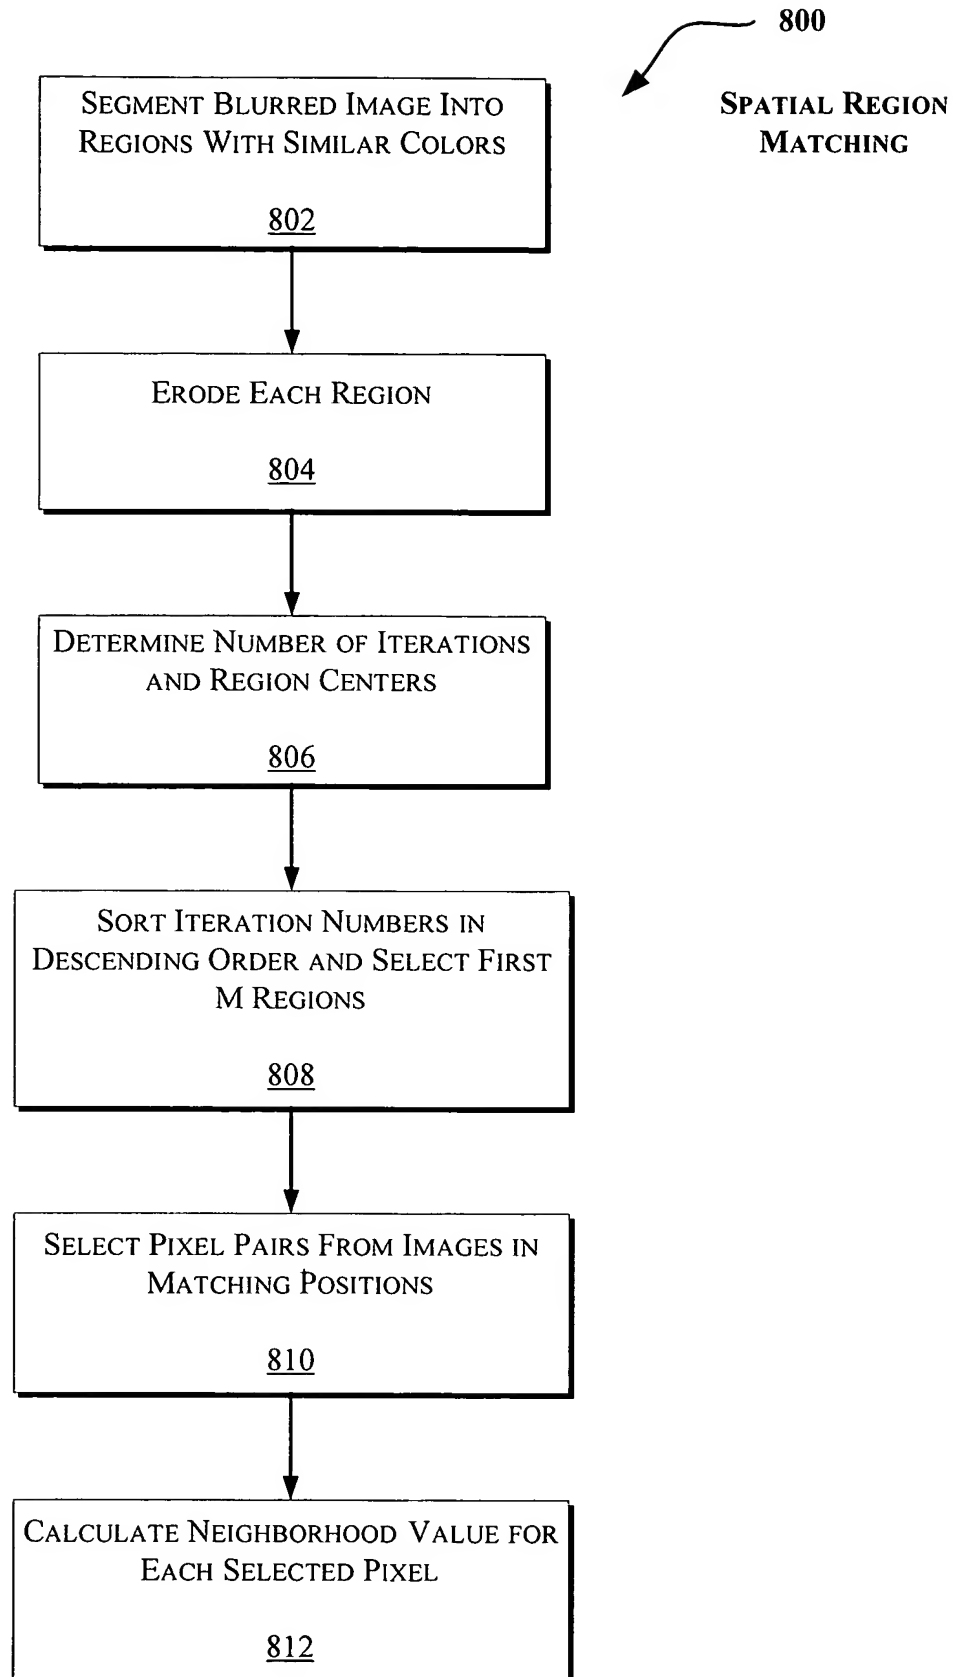 800
SPATIAL REGION
MATCHING
SEGMENT BLURRED IMAGE INTO
REGIONS WITH SIMILAR COLORS
802
ERODE EACH REGION
804
DETERMINE NUMBER OF ITERATIONS
AND REGION CENTERS
806
SORT ITERATION NUMBERS IN
DESCENDING ORDER AND SELECT FIRST
M REGIONS
808
SELECT PIXEL PAIRS FROM IMAGES IN
MATCHING POSITIONS
810
CALCULATE NEIGHBORHOOD VALUE FOR
EACH SELECTED PIXEL
812